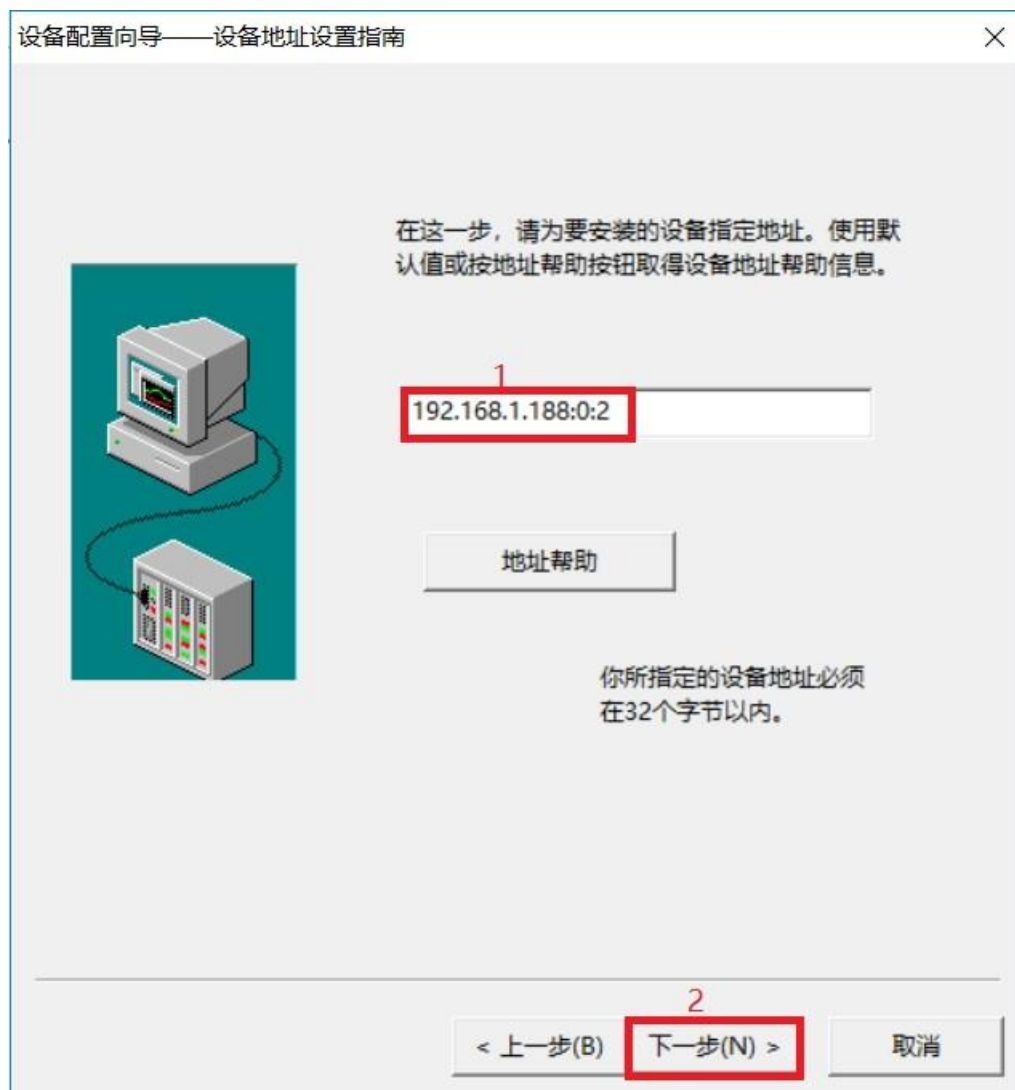 设备配置向导——设备地址设置指南
在这一步，请为要安装的设备指定地址。使用默
认值或按地址帮助按钮取得设备地址帮助信息。
1
192.168.1.188:0:2
地址帮助
你所指定的设备地址必须
在32个字节以内。
2
< 上一步(B) 下一步(N) > 取消